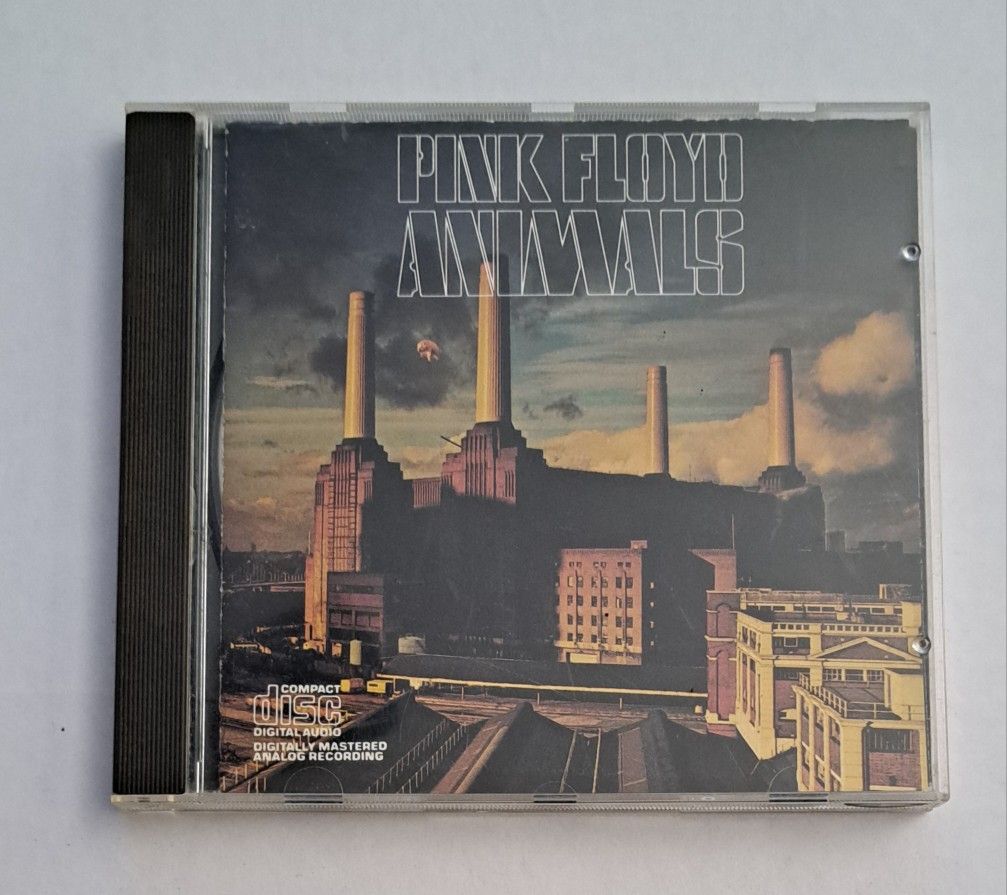 PINK FLOYD
ANIMALS
COMPACT
disc
DIGITAL AUDIO
DIGITALLY MASTERED
ANALOG RECORDING